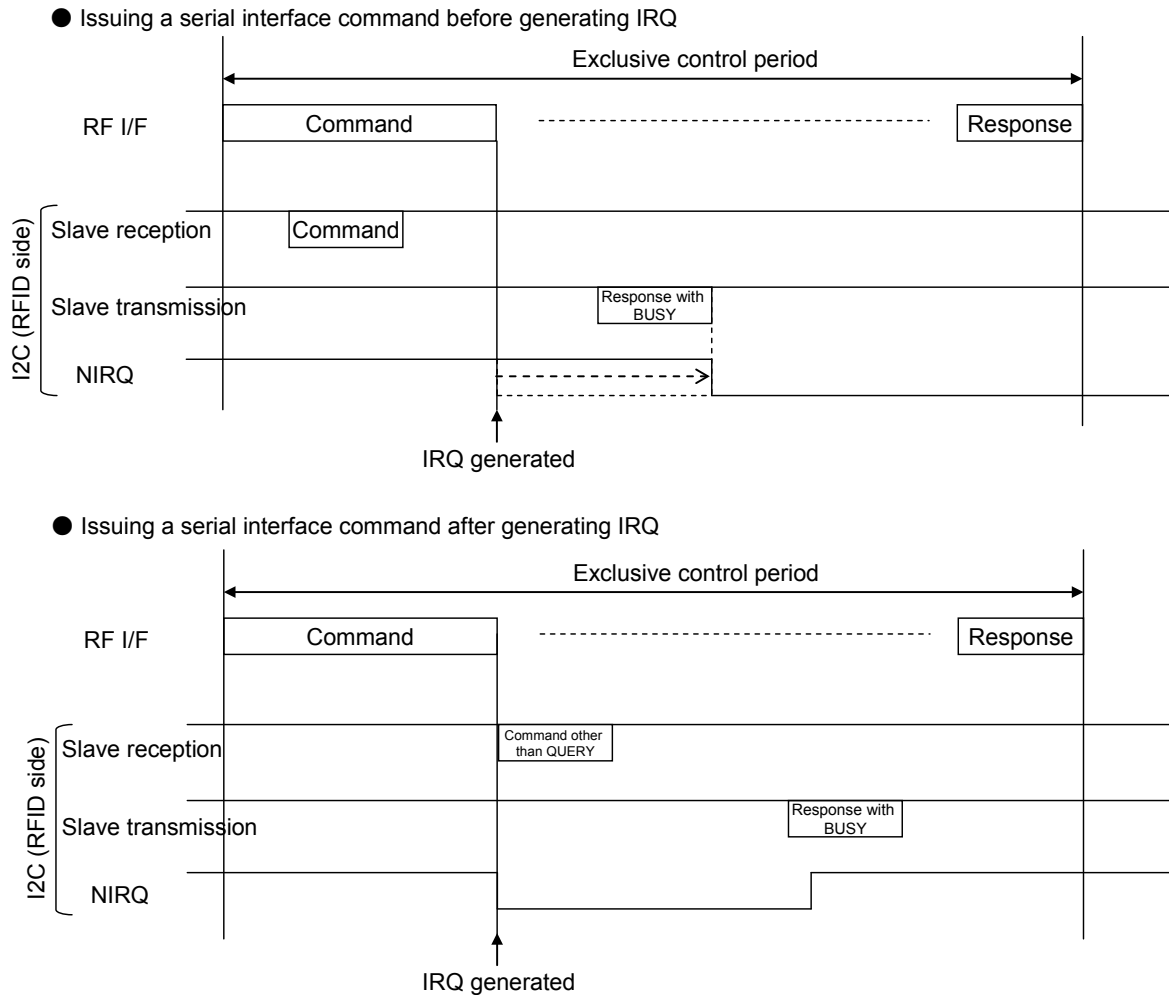 ● Issuing a serial interface command before generating IRQ
Exclusive control period
RF I/F
Command
Response
I2C (RFID side)
Slave reception
Command
Slave transmission
Response with
BUSY
NIRQ
IRQ generated
● Issuing a serial interface command after generating IRQ
Exclusive control period
RF I/F
Command
Response
I2C (RFID side)
Slave reception
Command other
than QUERY
Slave transmission
Response with
BUSY
NIRQ
IRQ generated